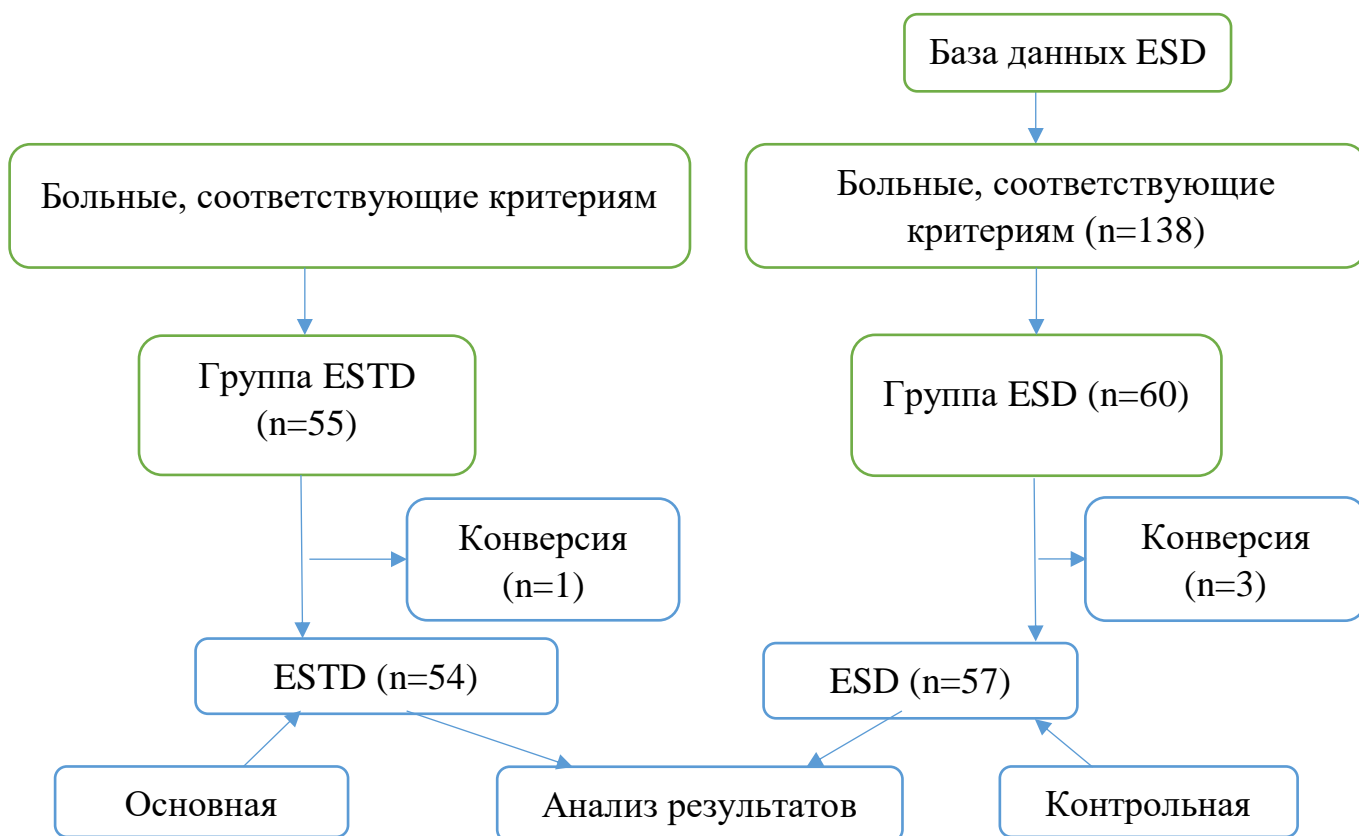 База данных ESD
Больные, соответствующие критериям
Больные, соответствующие
критериям (n=138)
Группа ESTD
(n=55)
Группа ESD (n=60)
Конверсия
(n=1)
Конверсия
(n=3)
ESTD (n=54)
ESD (n=57)
Основная
Анализ результатов
Контрольная